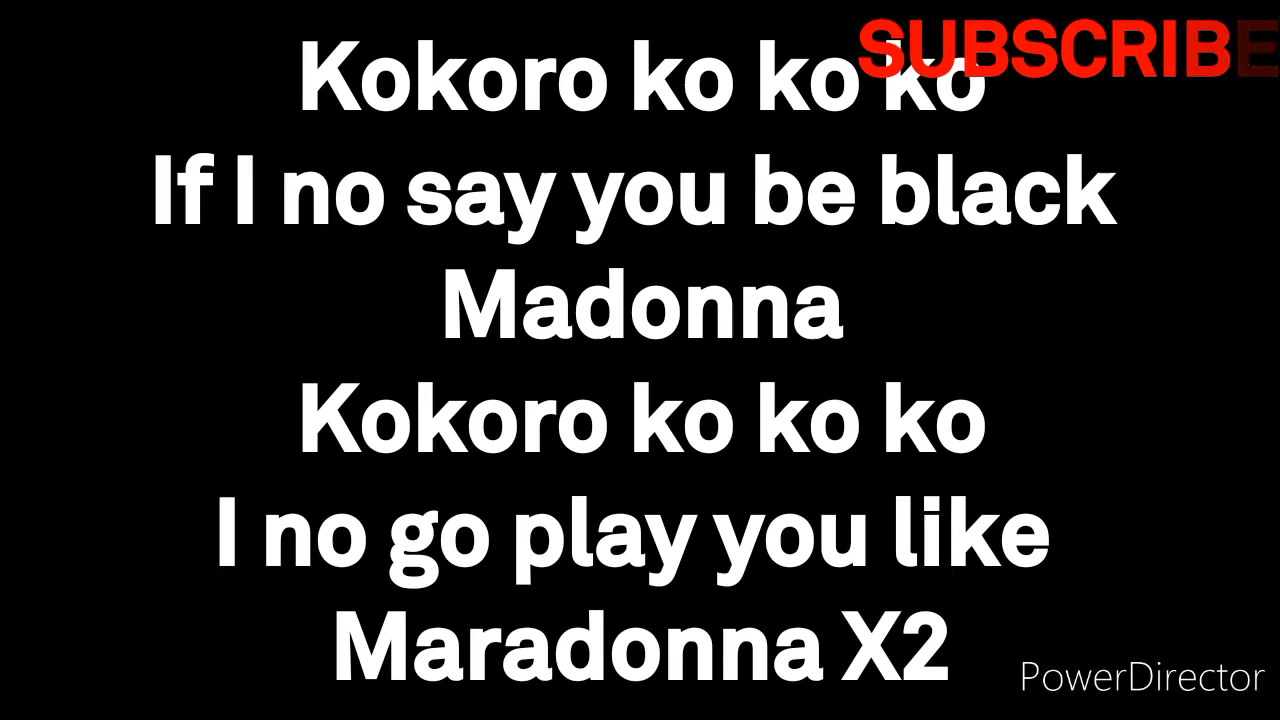 SUBSCRIBE
Kokoro ko ko ko
If I no say you be black
Madonna
Kokoro ko ko ko
I no go play you like
Maradonna X2
PowerDirector